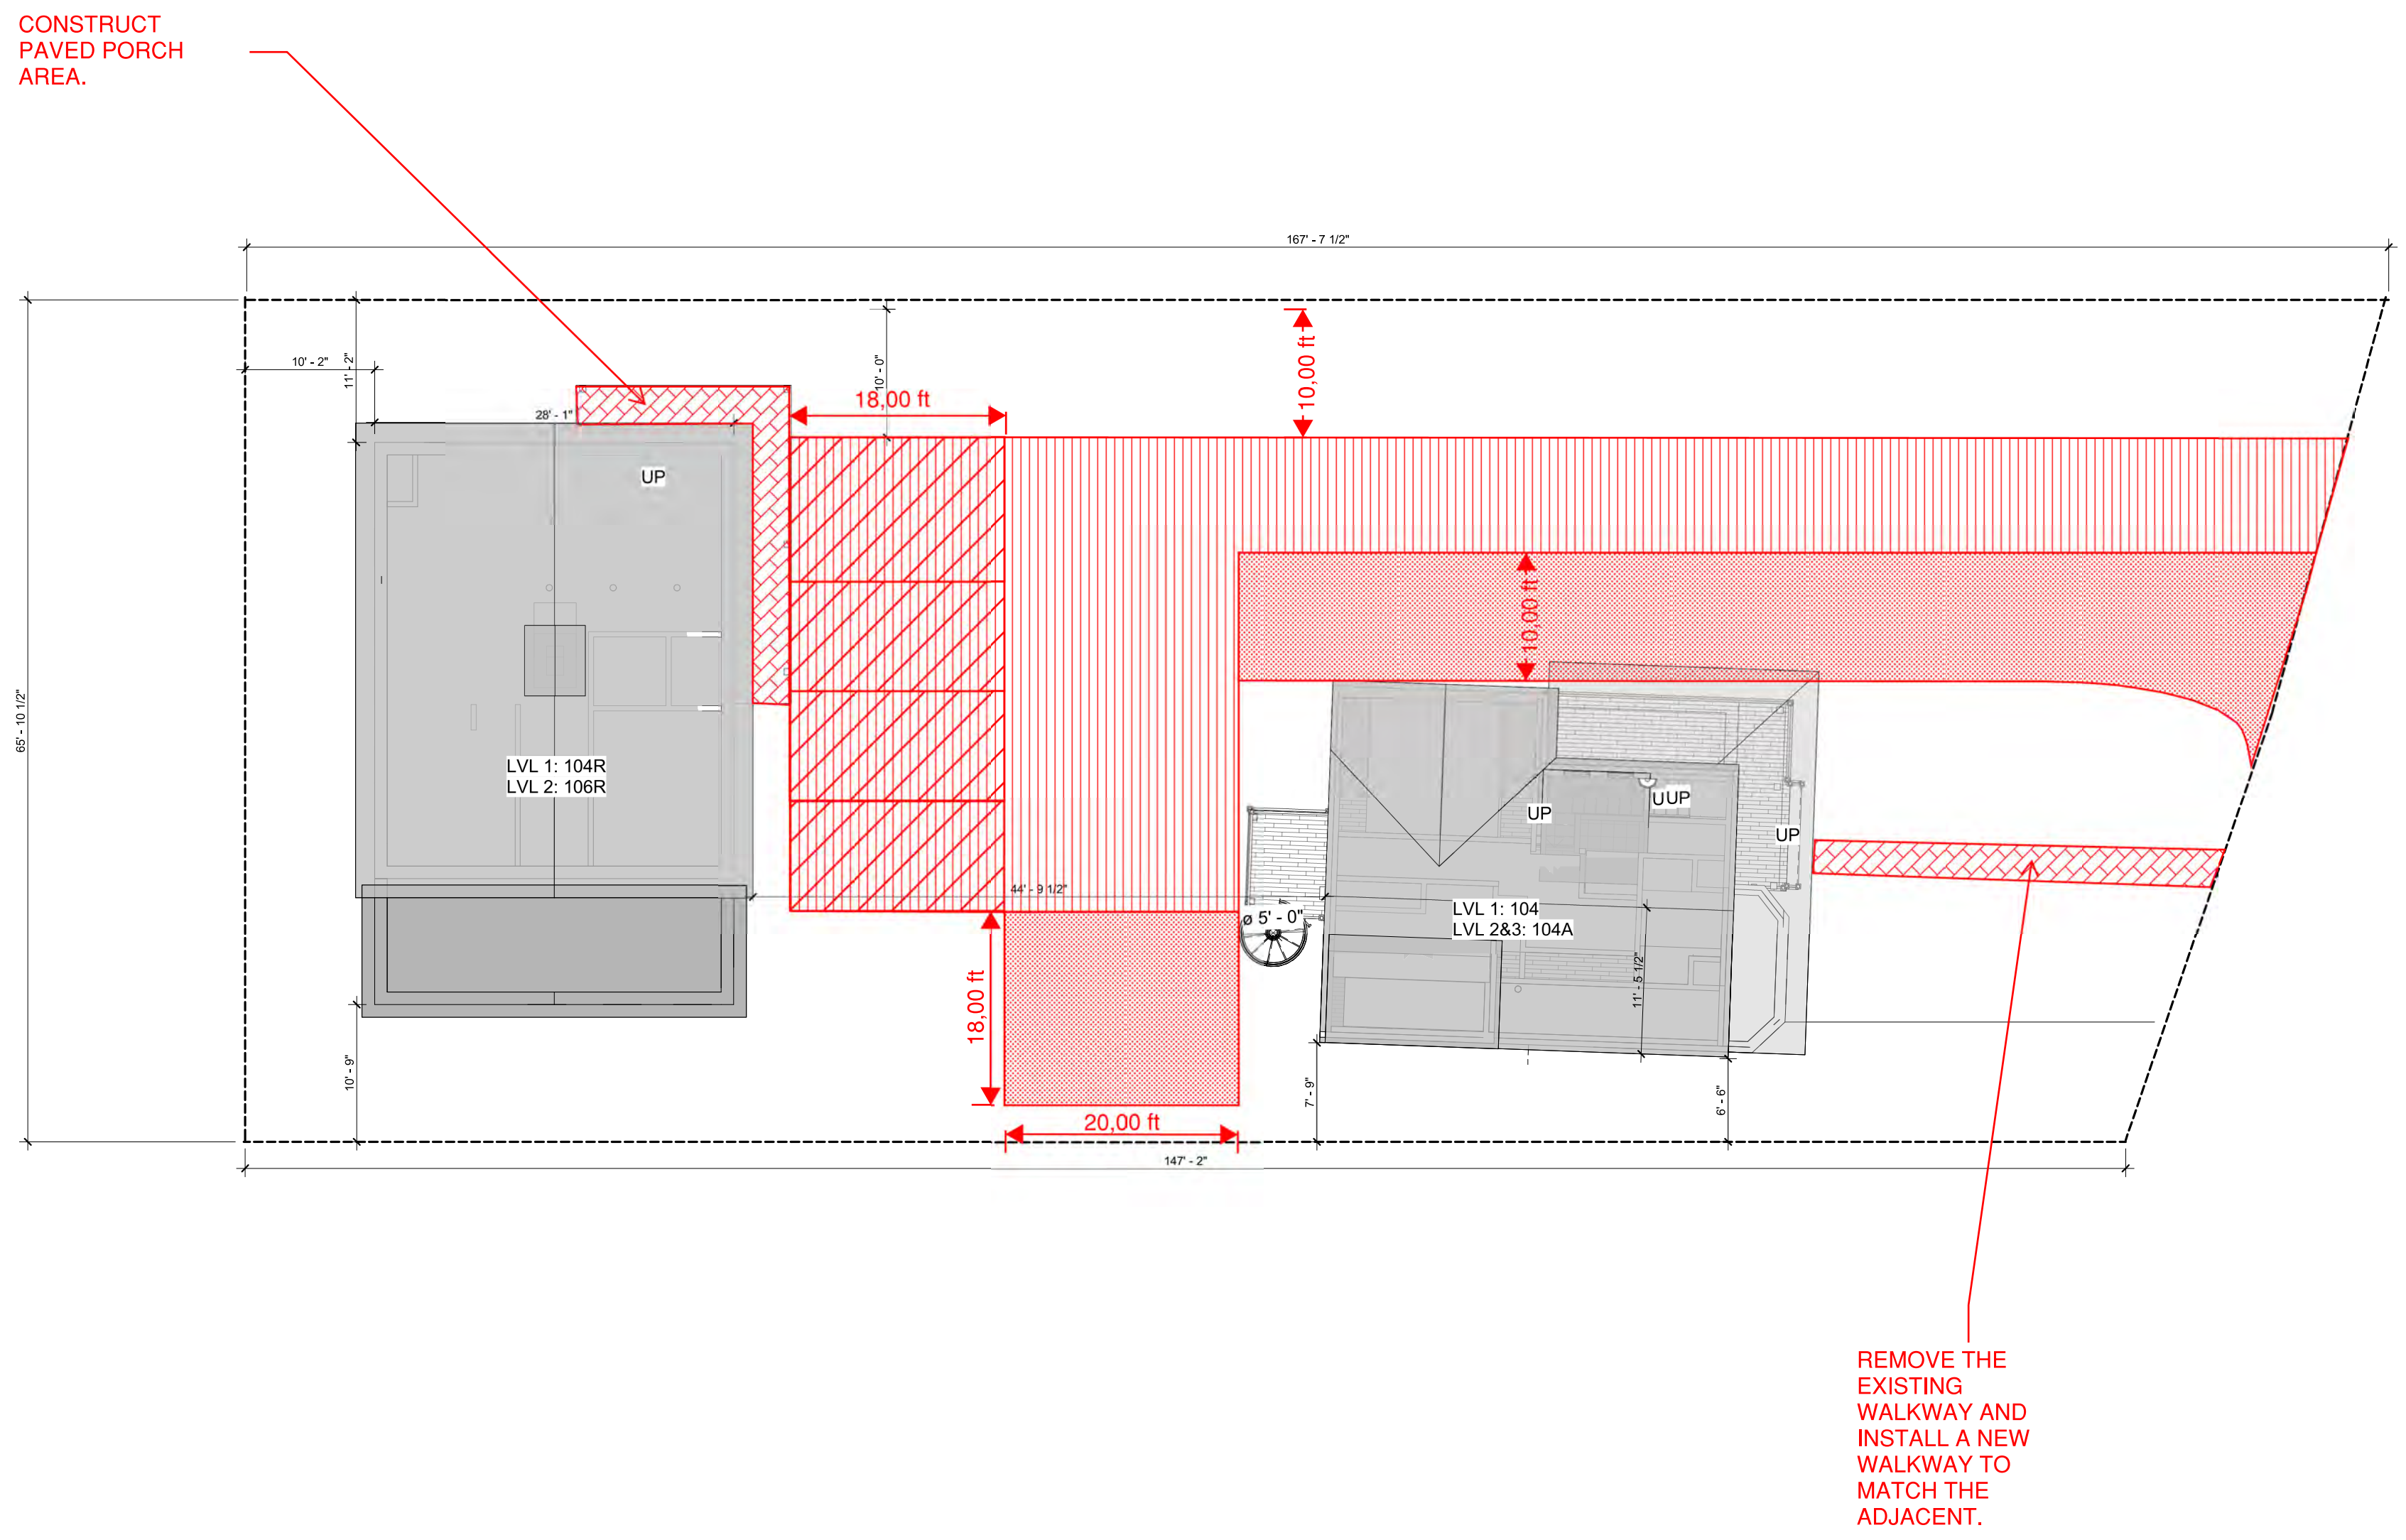 CONSTRUCT
PAVED PORCH
AREA.
167' - 7 1/2"
10' - 2"
11' - 2"
10' - 0"
10,00 ft
18,00 ft
28' - 1"
UP
10,00 ft
65' - 10 1/2"
LVL 1: 104R
LVL 2: 106R
UP
UUP
UP
44' - 9 1/2"
ø 5' - 0"
LVL 1: 104
LVL 2&3: 104A
11' - 5 1/2"
18,00 ft
10' - 9"
7' - 9"
6' - 6"
20,00 ft
147' - 2"
REMOVE THE
EXISTING
WALKWAY AND
INSTALL A NEW
WALKWAY TO
MATCH THE
ADJACENT.